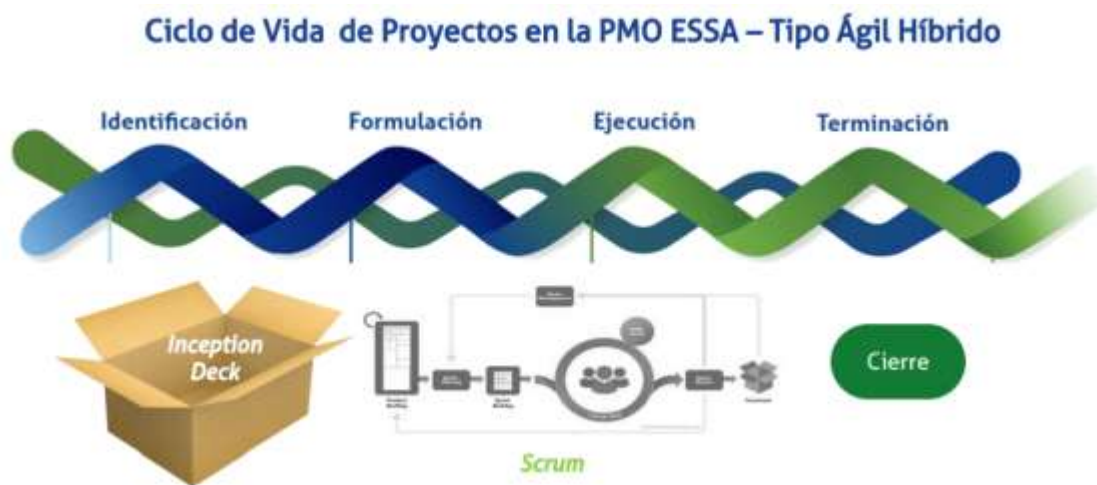 Ciclo de Vida de Proyectos en la PMO ESSA – Tipo Ágil Híbrido
Identificación
Formulación
Ejecución
Terminación
Inception
Deck
Cierre
Scrum